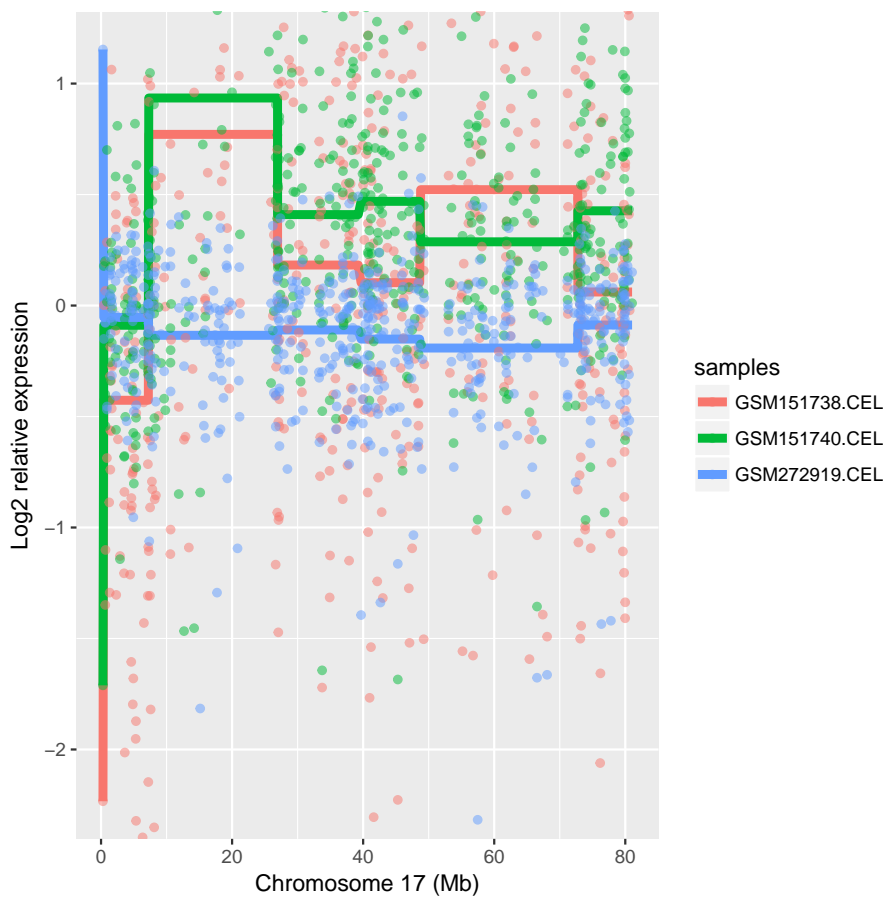 Log2 relative expression
1
0
−1
−2
0
20
40
60
80
Chromosome 17 (Mb)
samples
GSM151738.CEL
GSM151740.CEL
GSM272919.CEL